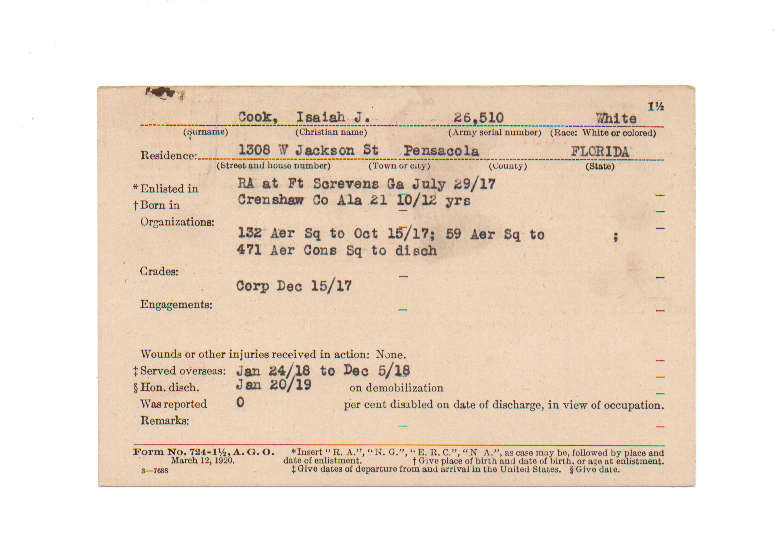 1½
Cook, Isaiah J. 26,510 White
(Surname) (Christian name) (Army serial number) (Race: White or colored)
Residence: 1308 W Jackson St Pensacola FLORIDA
(Street and house number) (Town or city) (County) (State)
*Enlisted in RA at Ft Screvens Ga July 29/17
†Born in Crenshaw Co Ala 21 10/12 yrs
Organizations:
132 Aer Sq to Oct 15/17; 59 Aer Sq to ;
471 Aer Cons Sq to disch
Grades:
Corp Dec 15/17
Engagements:
Wounds or other injuries received in action: None.
‡Served overseas: Jan 24/18 to Dec 5/18
§Hon. disch. Jan 20/19 on demobilization
Was reported 0 per cent disabled on date of discharge, in view of occupation.
Remarks:
Form No. 724-1½, A. G. O. *Insert "R. A.", "N. G.", "E. R. C.", "N. A.", as case may be, followed by place and
March 12, 1920. date of enlistment. †Give place of birth and date of birth, or age at enlistment.
3—7688 ‡Give dates of departure from and arrival in the United States. §Give date.